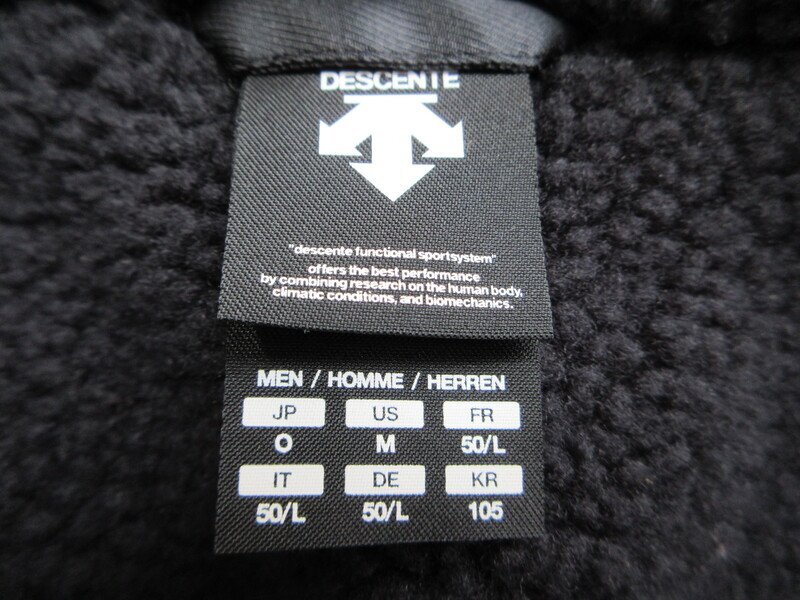 DESCENTE
"descente functional sportsystem"
offers the best performance
by combining research on the human body,
climatic conditions, and biomechanics.
MEN / HOMME / HERREN
JP US FR
O M 50/L
IT DE KR
50/L 50/L 105